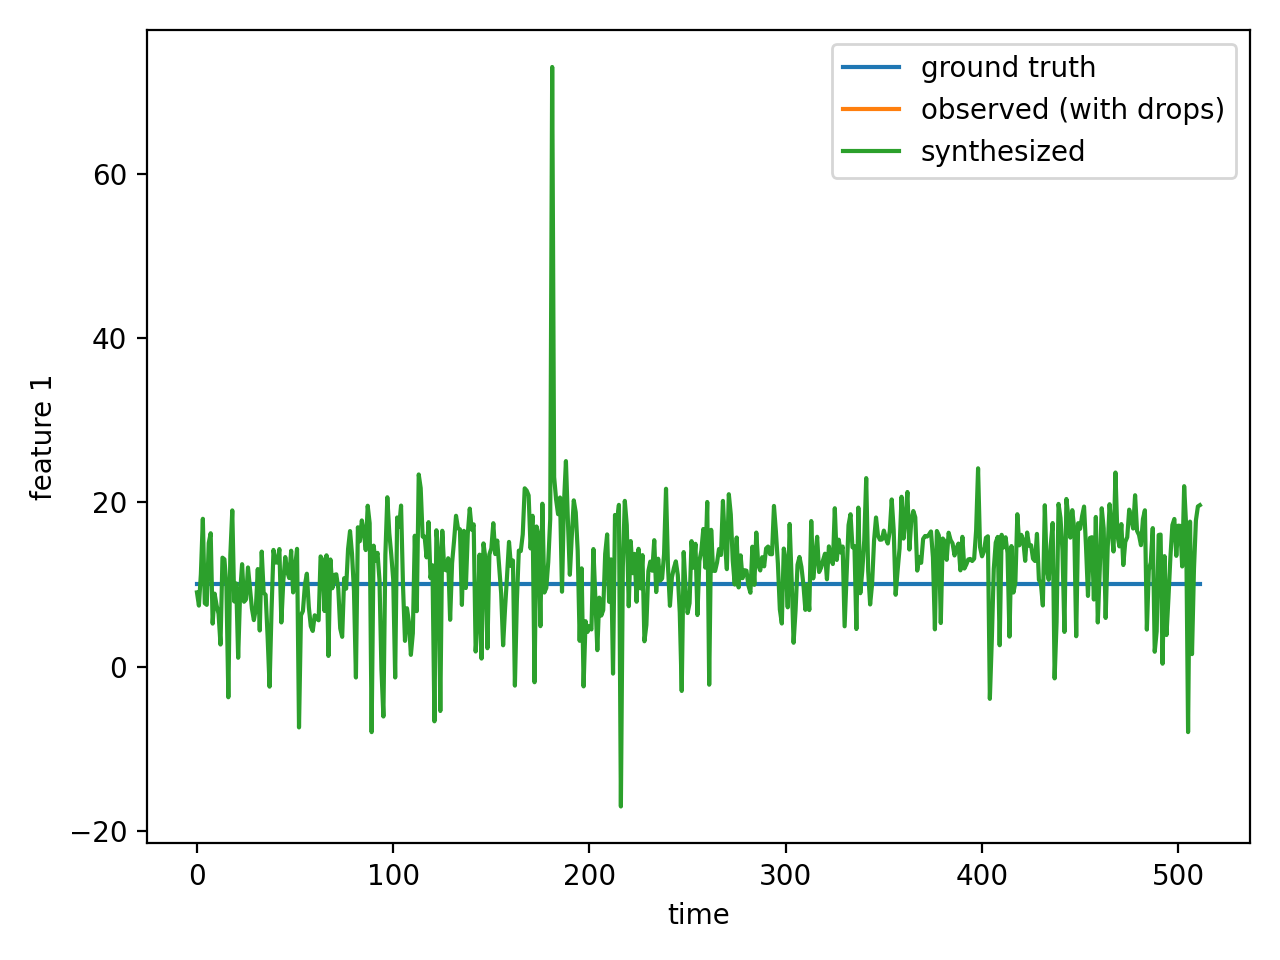 ground truth
observed (with drops)
synthesized
60
40
20
0
−20
feature 1
0 100 200 300 400 500
time